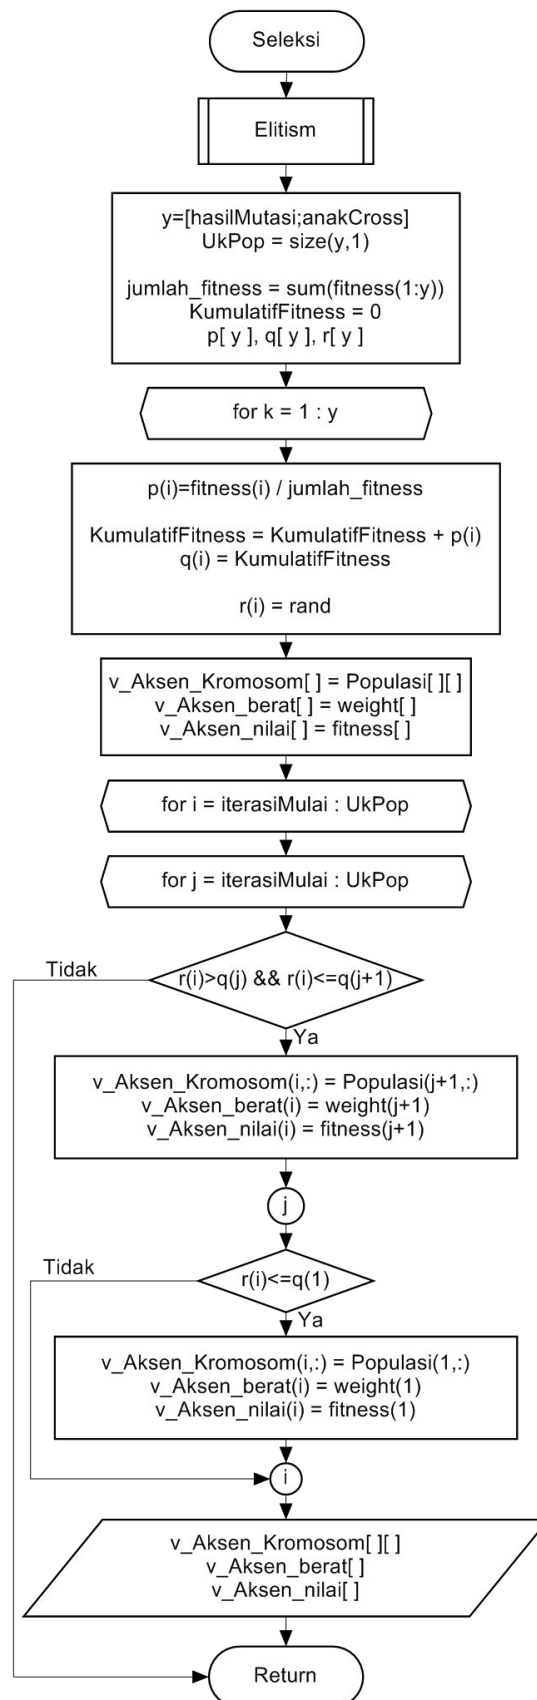 Seleksi
Elitism
y=[hasilMutasi;anakCross]
UkPop = size(y,1)
jumlah_fitness = sum(fitness(1:y))
KumulatifFitness = 0
p[ y ], q[ y ], r[ y ]
for k = 1 : y
p(i)=fitness(i) / jumlah_fitness
KumulatifFitness = KumulatifFitness + p(i)
q(i) = KumulatifFitness
r(i) = rand
v_Aksen_Kromosom[ ] = Populasi[ ][ ]
v_Aksen_berat[ ] = weight[ ]
v_Aksen_nilai[ ] = fitness[ ]
for i = iterasiMulai : UkPop
for j = iterasiMulai : UkPop
Tidak
r(i)>q(j) && r(i)<=q(j+1)
Ya
v_Aksen_Kromosom(i,:) = Populasi(j+1,:)
v_Aksen_berat(i) = weight(j+1)
v_Aksen_nilai(i) = fitness(j+1)
j
Tidak
r(i)<=q(1)
Ya
v_Aksen_Kromosom(i,:) = Populasi(1,:)
v_Aksen_berat(i) = weight(1)
v_Aksen_nilai(i) = fitness(1)
i
v_Aksen_Kromosom[ ][ ]
v_Aksen_berat[ ]
v_Aksen_nilai[ ]
Return